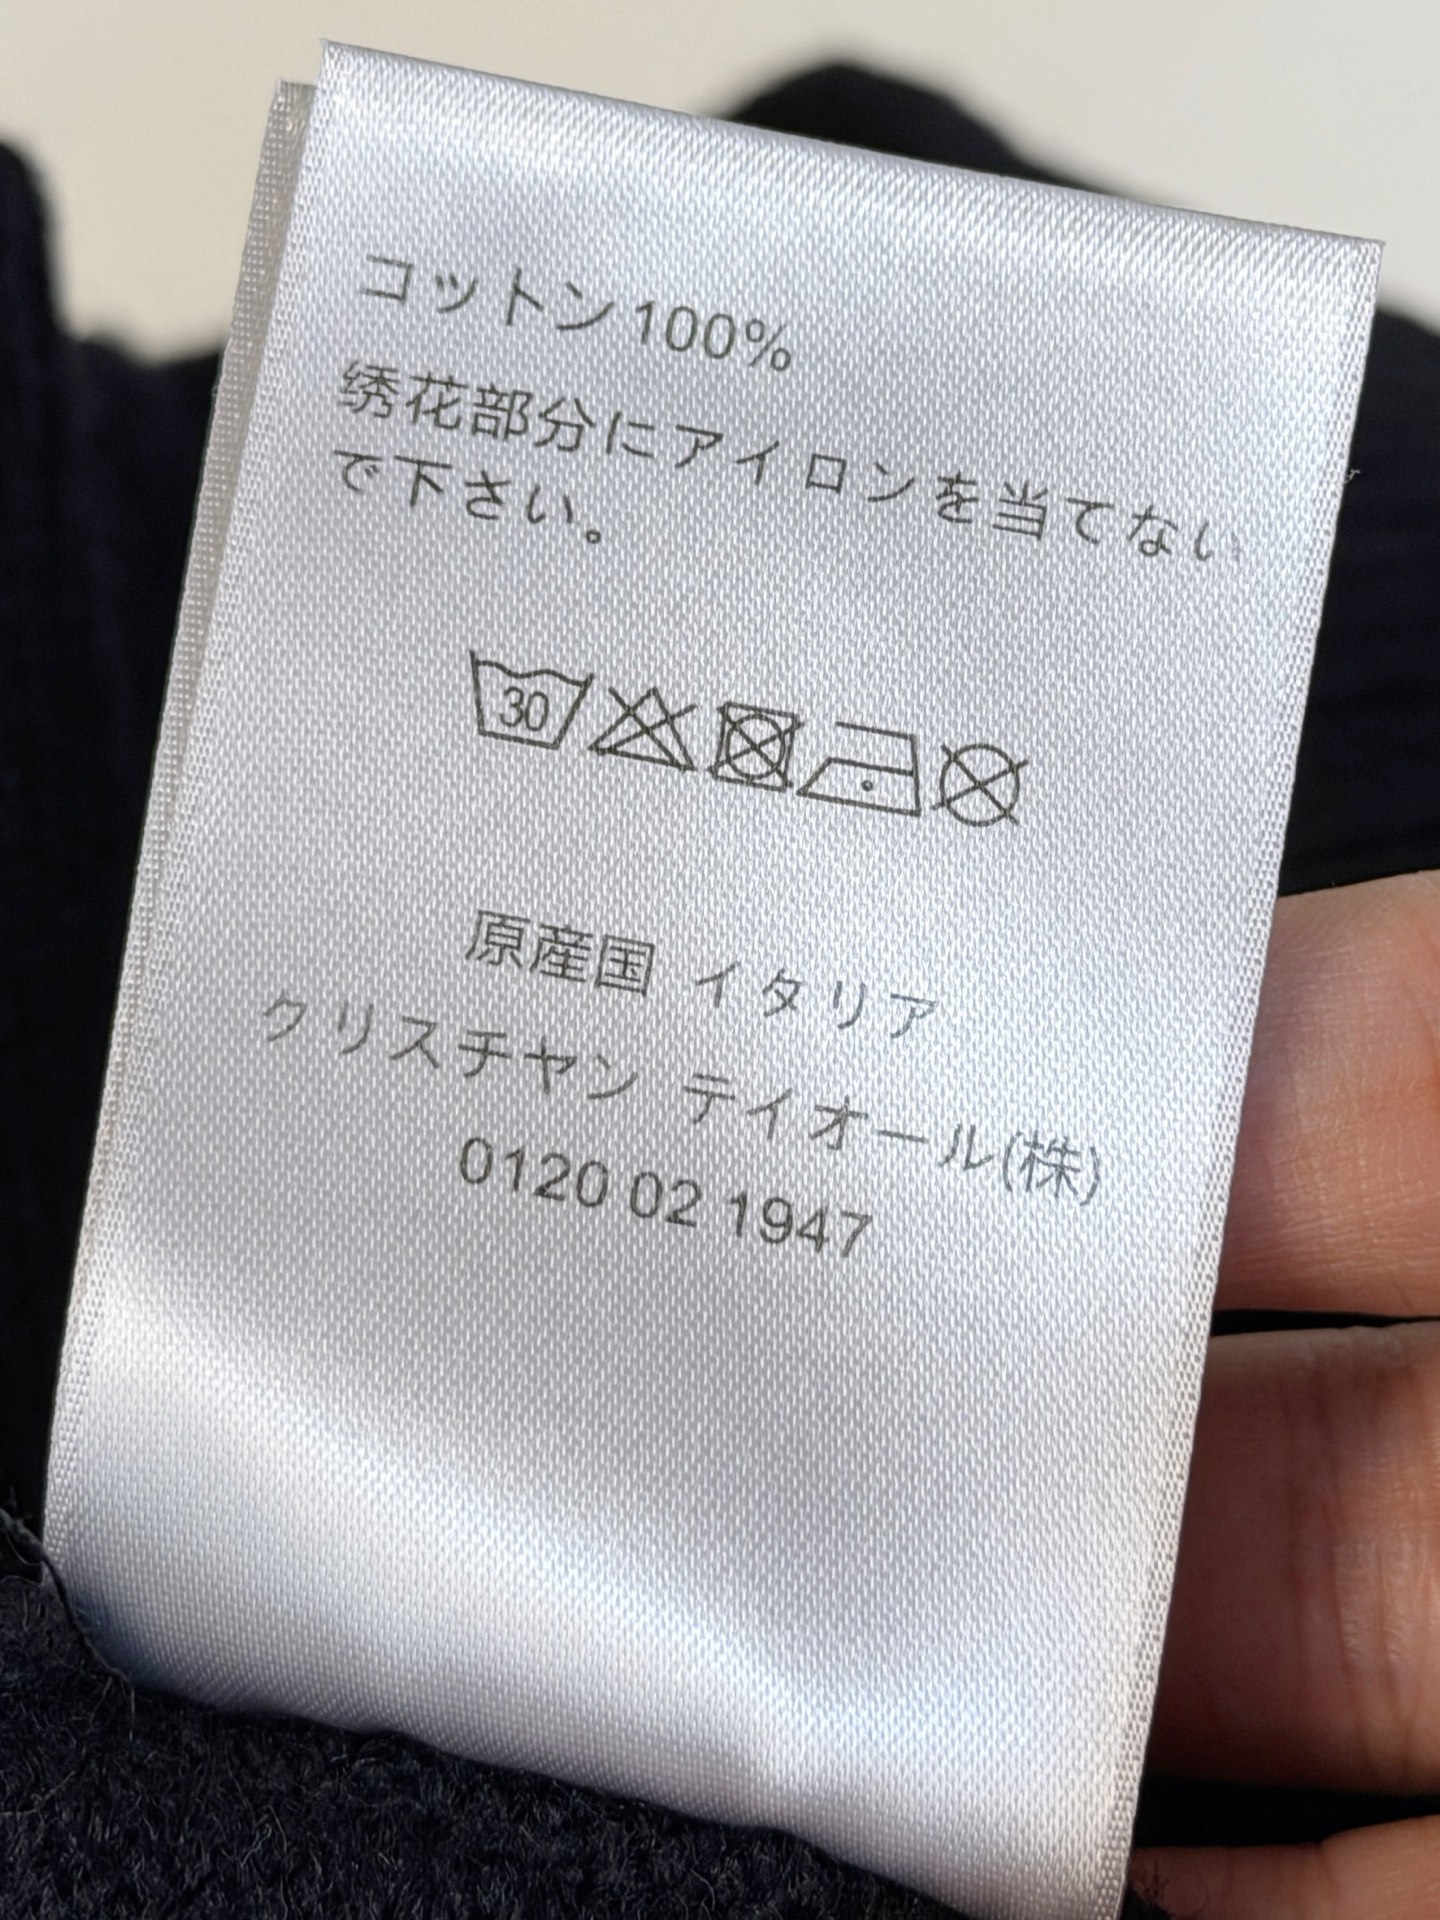 コットン100%
绣花部分にアイロンを当てない
で下さい。
30
原産国 イタリア
クリスチヤン テイオール(株)
0120 02 1947